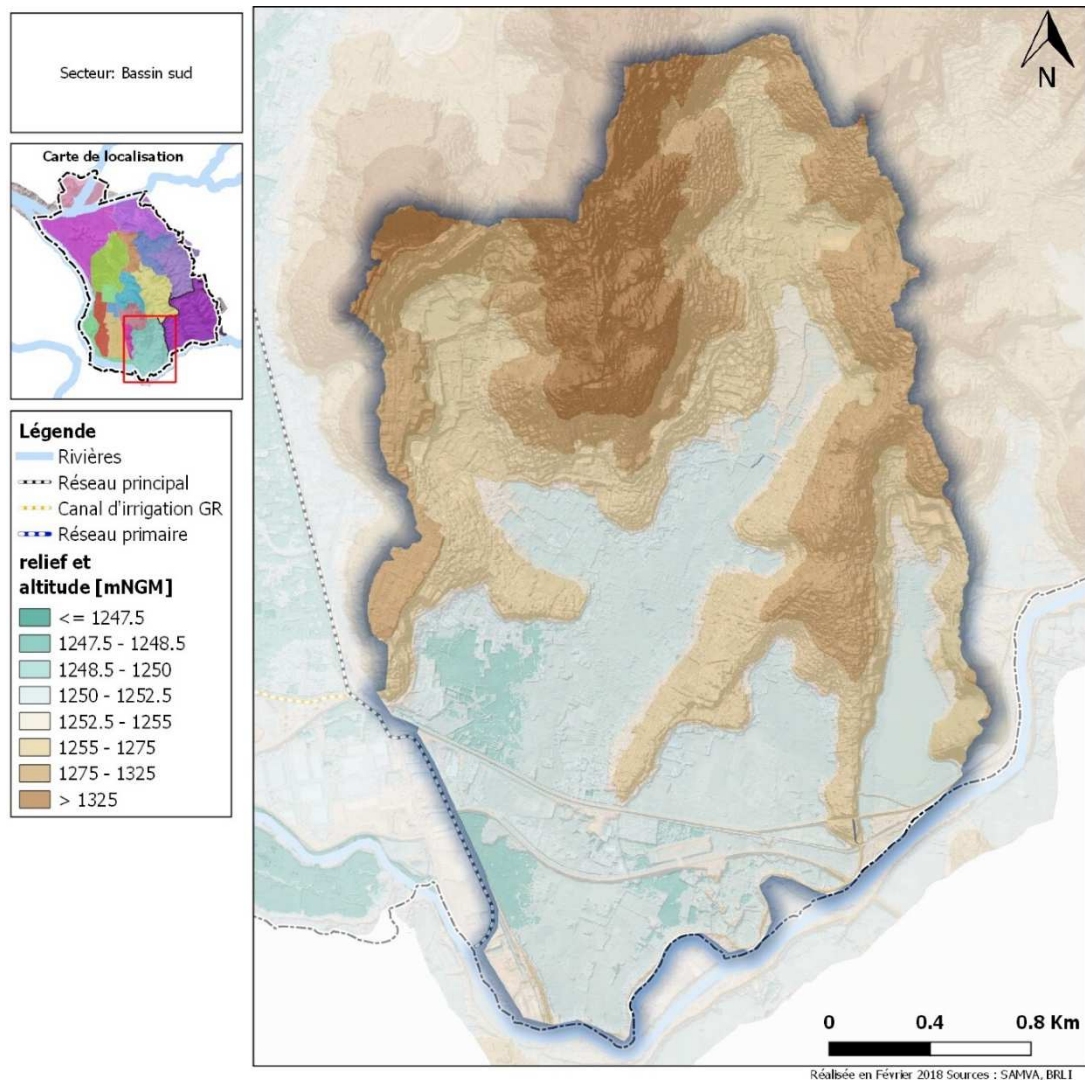 Secteur: Bassin sud
Carte de localisation
Légende
Rivières
Réseau principal
Canal d'irrigation GR
Réseau primaire
relief et
altitude [mNGM]
<= 1247.5
1247.5 - 1248.5
1248.5 - 1250
1250 - 1252.5
1252.5 - 1255
1255 - 1275
1275 - 1325
> 1325
N
0 0.4 0.8 Km
Réalisée en Février 2018 Sources : SAMVA, BRLI